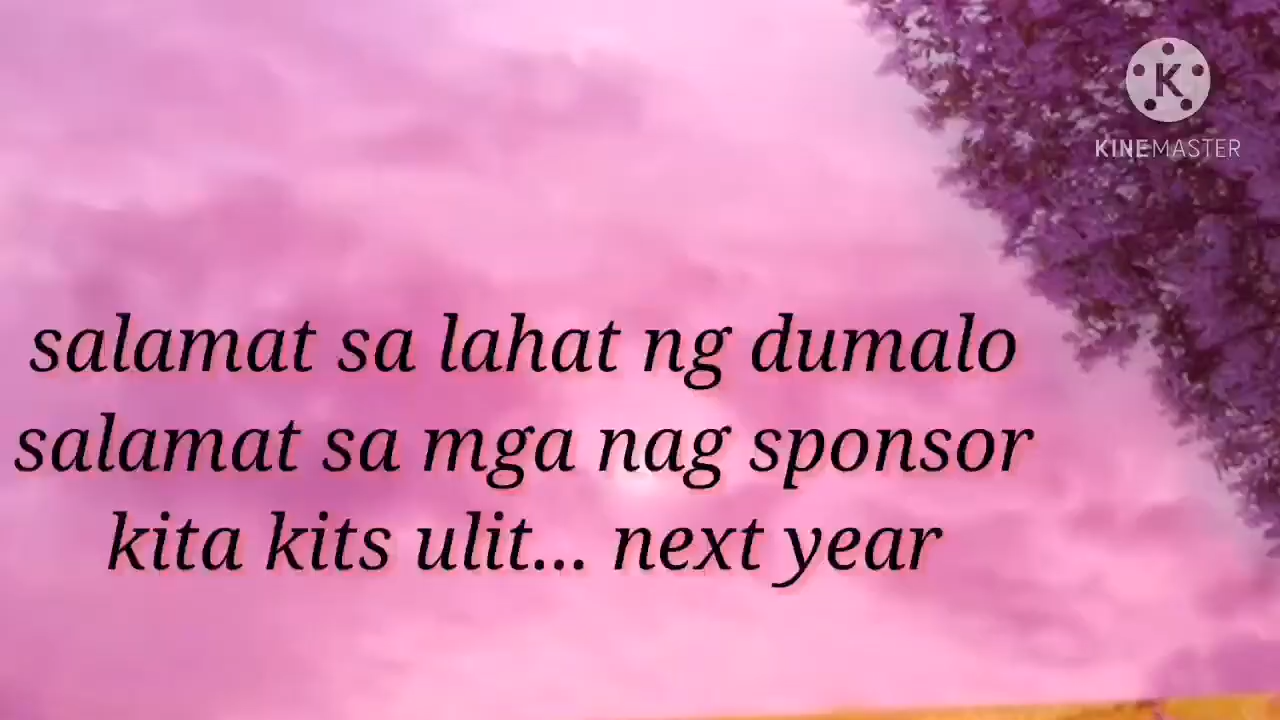 K
KINEMASTER
salamat sa lahat ng dumalo
salamat sa mga nag sponsor
kita kits ulit... next year